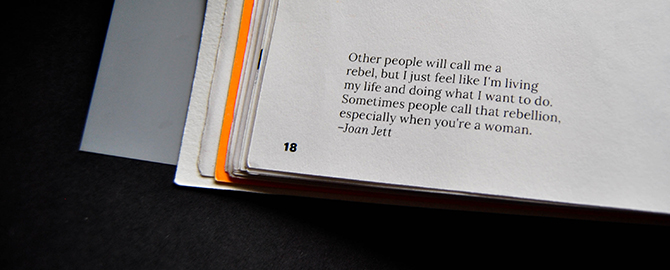 Other people will call me a
rebel, but I just feel like I'm living
my life and doing what I want to do.
Sometimes people call that rebellion,
especially when you're a woman.
–Joan Jett
18